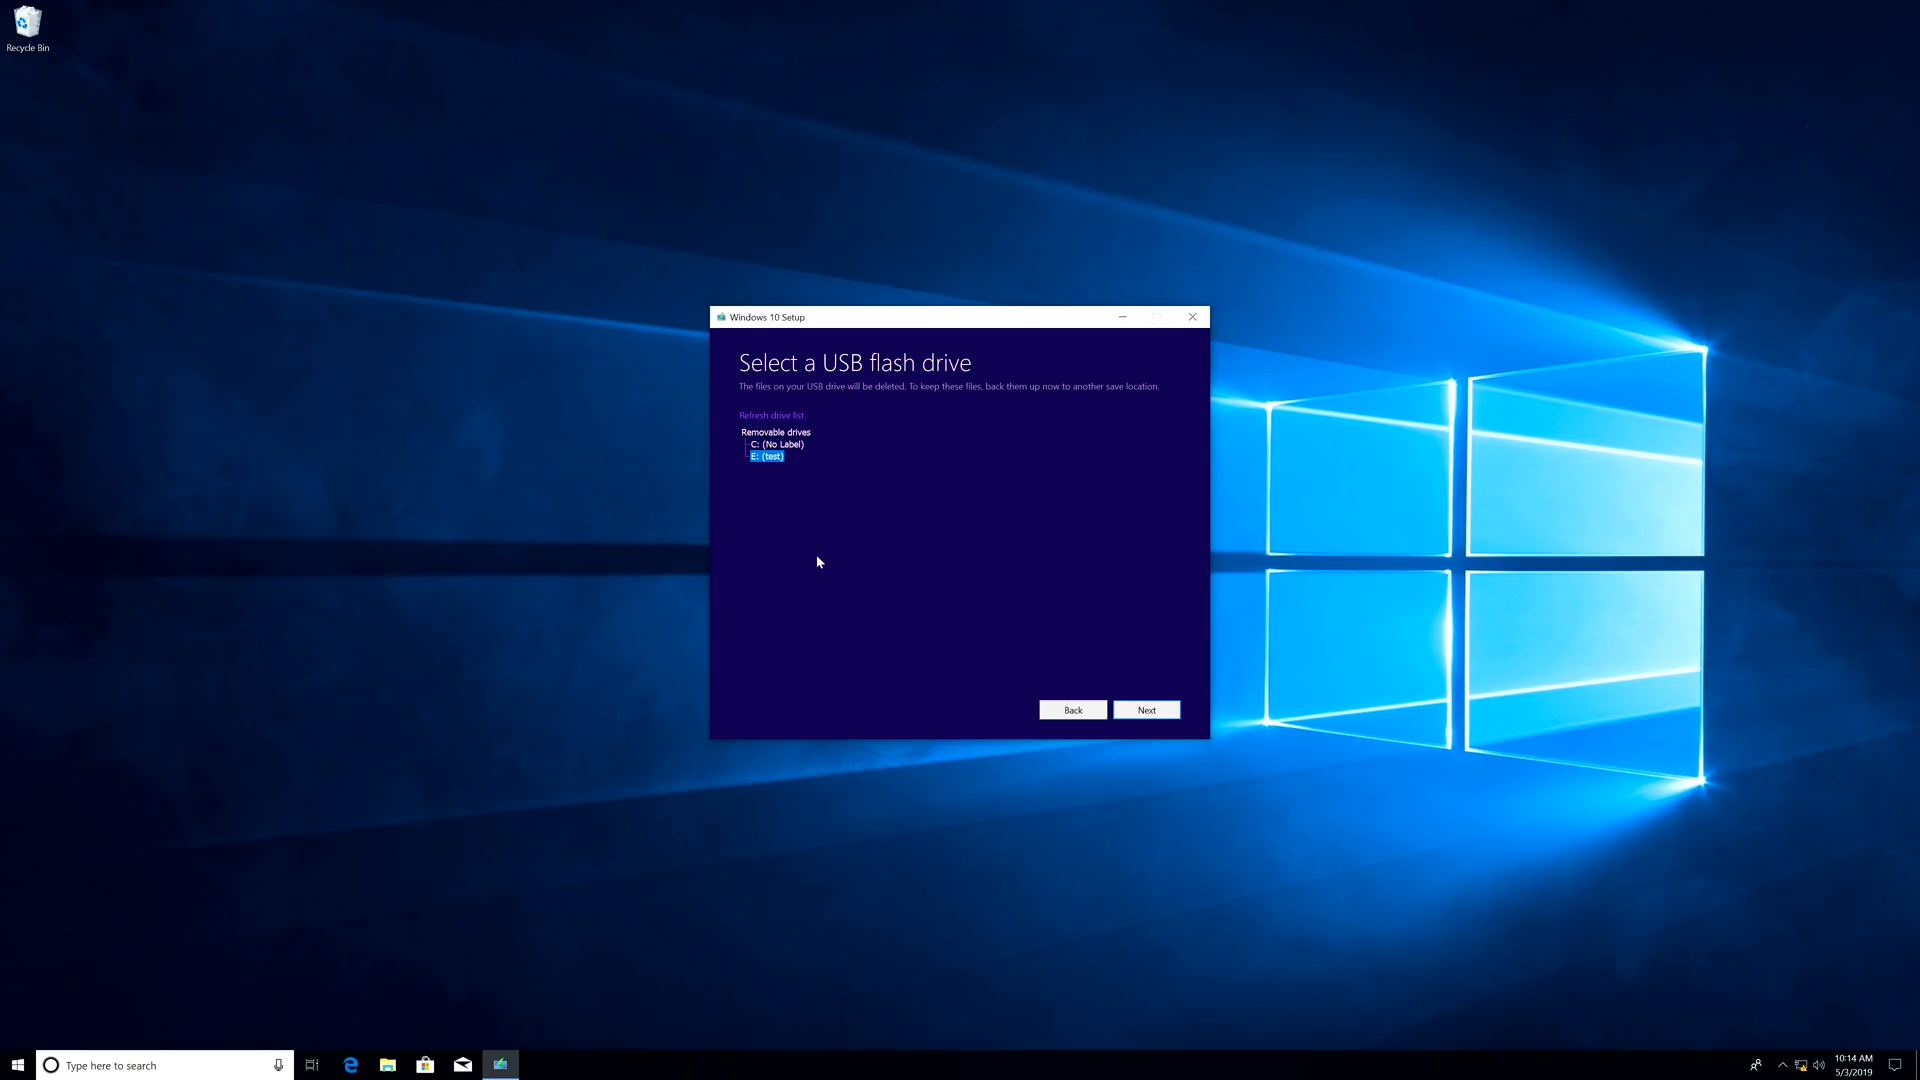 Recycle Bin
Windows 10 Setup
Select a USB flash drive
The files on your USB drive will be deleted. To keep these files, back them up now to another save location.
Refresh drive list
Removable drives
C: (No Label)
E: (test)
Back
Next
Type here to search
10:14 AM
5/3/2019